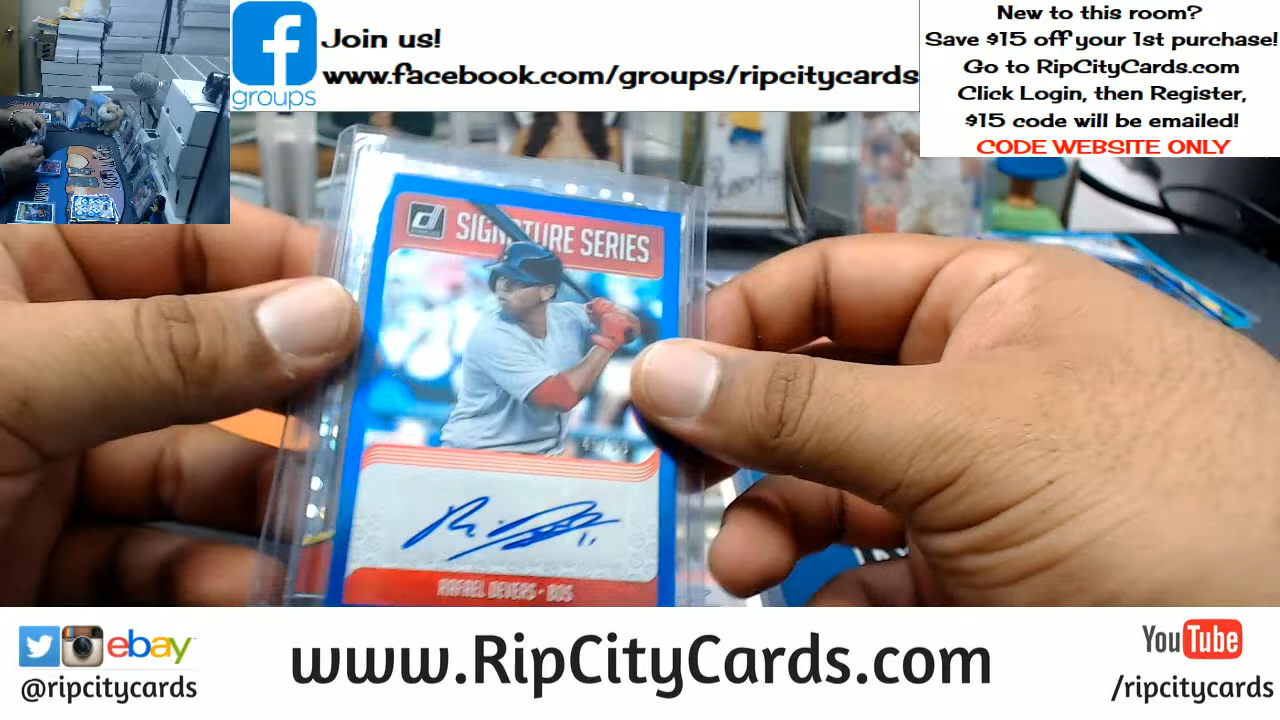 groups
Join us!
www.facebook.com/groups/ripcitycards
New to this room?
Save $15 off your 1st purchase!
Go to RipCityCards.com
Click Login, then Register,
$15 code will be emailed!
CODE WEBSITE ONLY
SIGNATURE SERIES
RAFAEL DEVERS • BOS
ebay
@ripcitycards
www.RipCityCards.com
YouTube
/ripcitycards